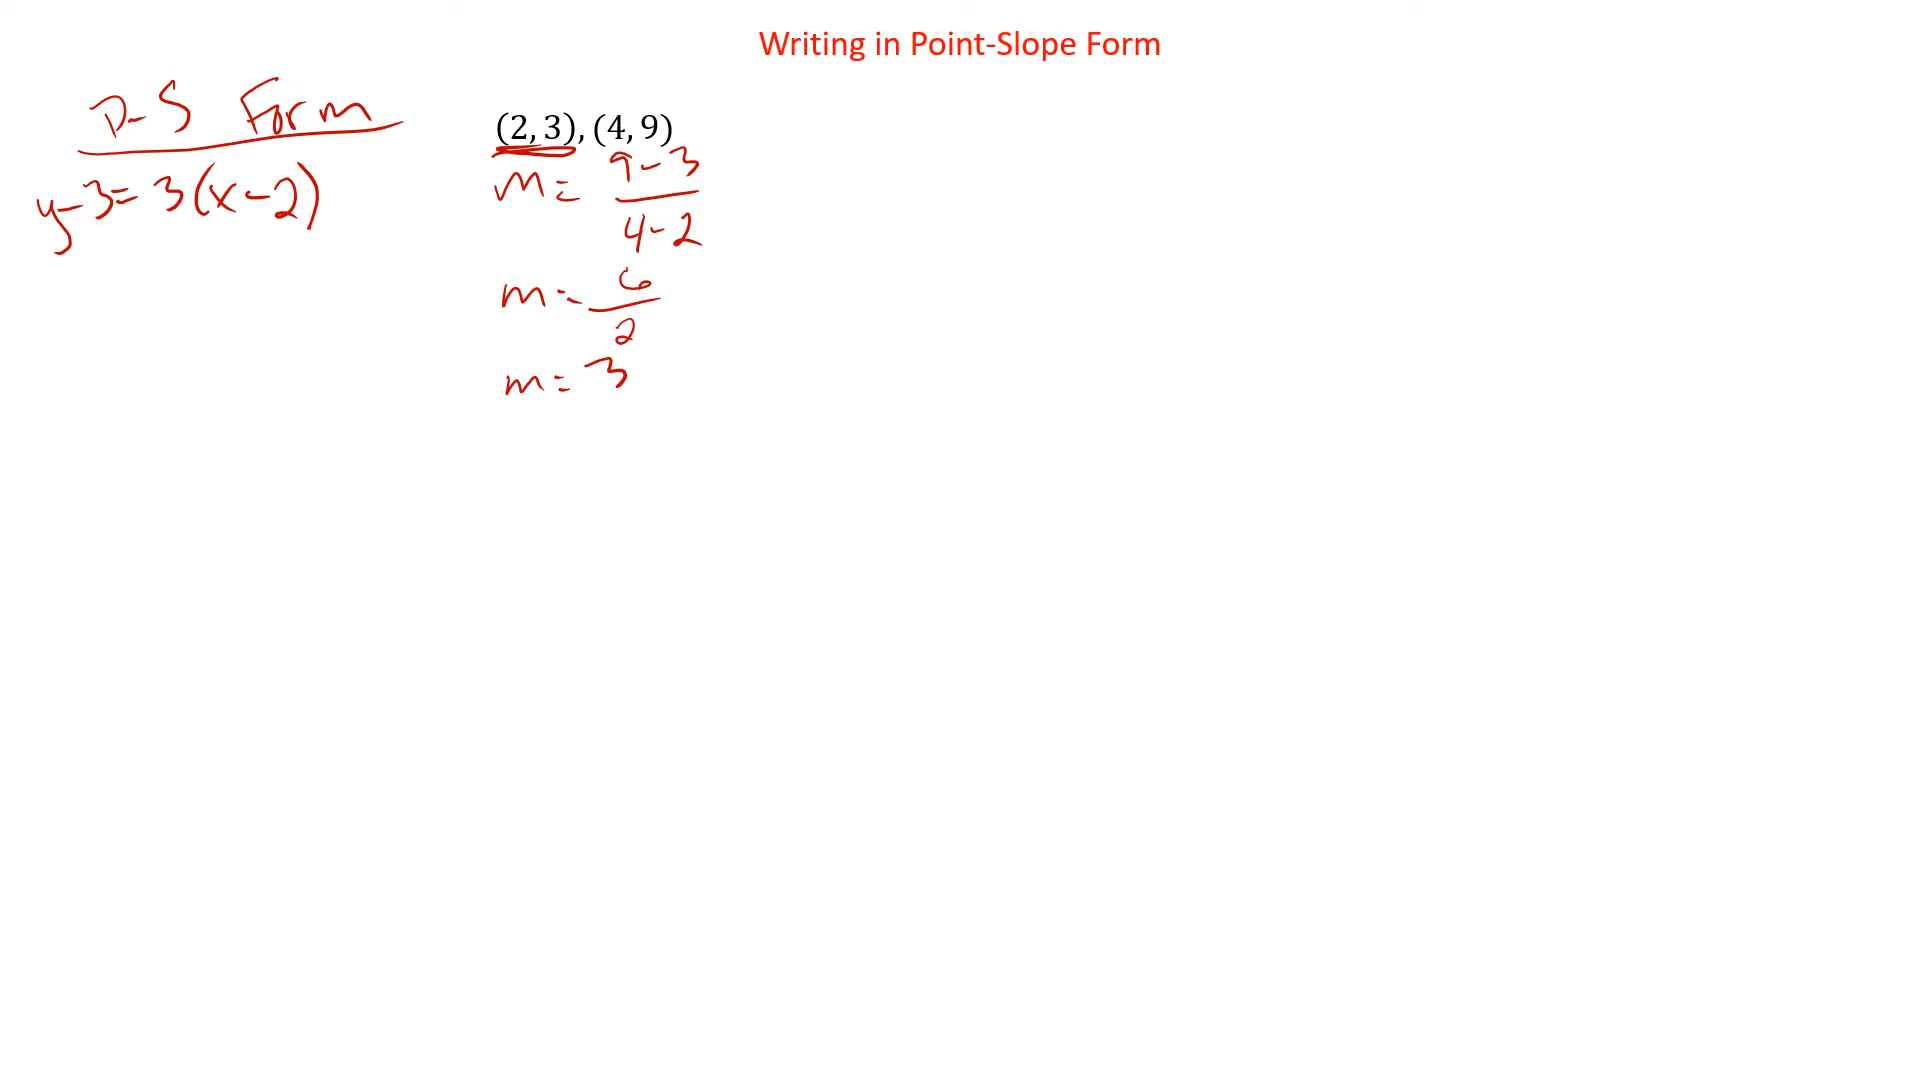 Writing in Point-Slope Form
P-S Form
y-3=3(x-2)
(2,3),(4,9)
m= 9-3
4-2
m= 6
2
m=3